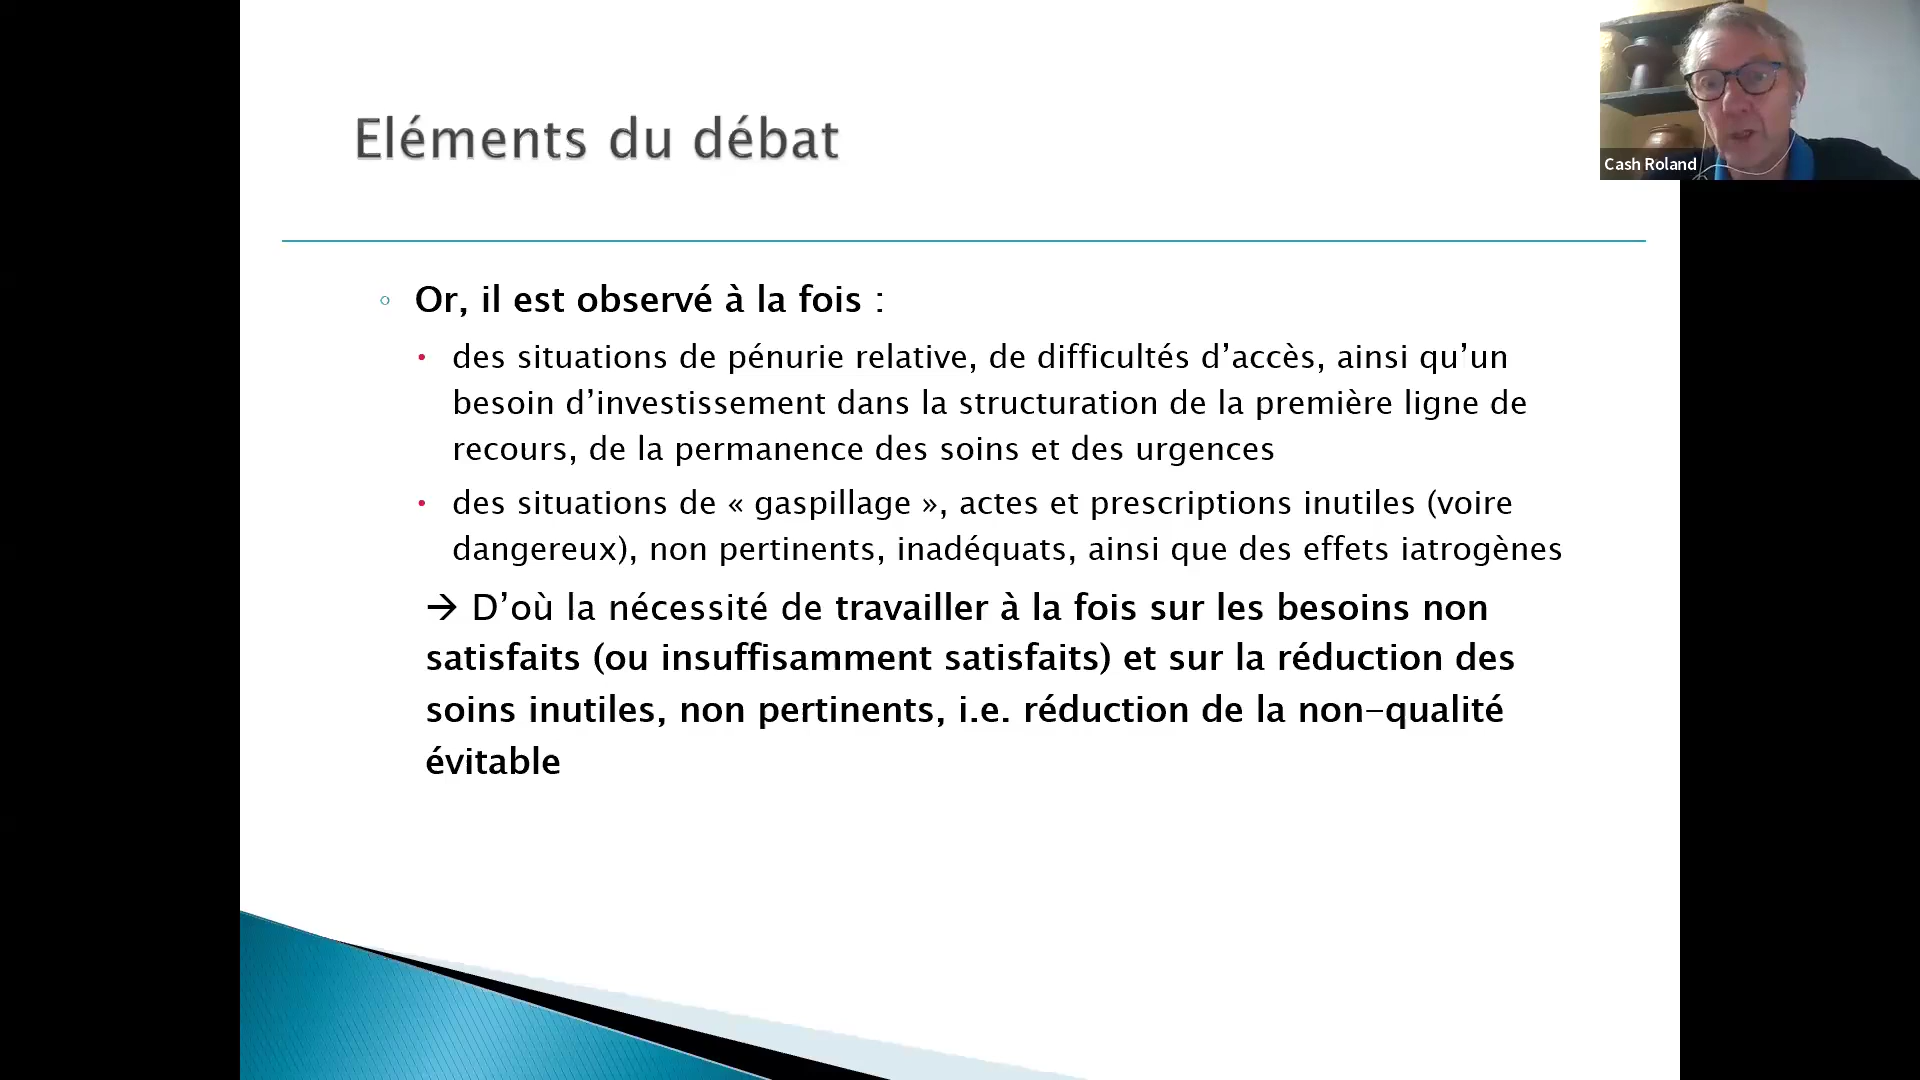 Eléments du débat
Cash Roland
Or, il est observé à la fois :
des situations de pénurie relative, de difficultés d’accès, ainsi qu’un
besoin d’investissement dans la structuration de la première ligne de
recours, de la permanence des soins et des urgences
des situations de « gaspillage », actes et prescriptions inutiles (voire
dangereux), non pertinents, inadéquats, ainsi que des effets iatrogènes
→ D’où la nécessité de travailler à la fois sur les besoins non
satisfaits (ou insuffisamment satisfaits) et sur la réduction des
soins inutiles, non pertinents, i.e. réduction de la non-qualité
évitable